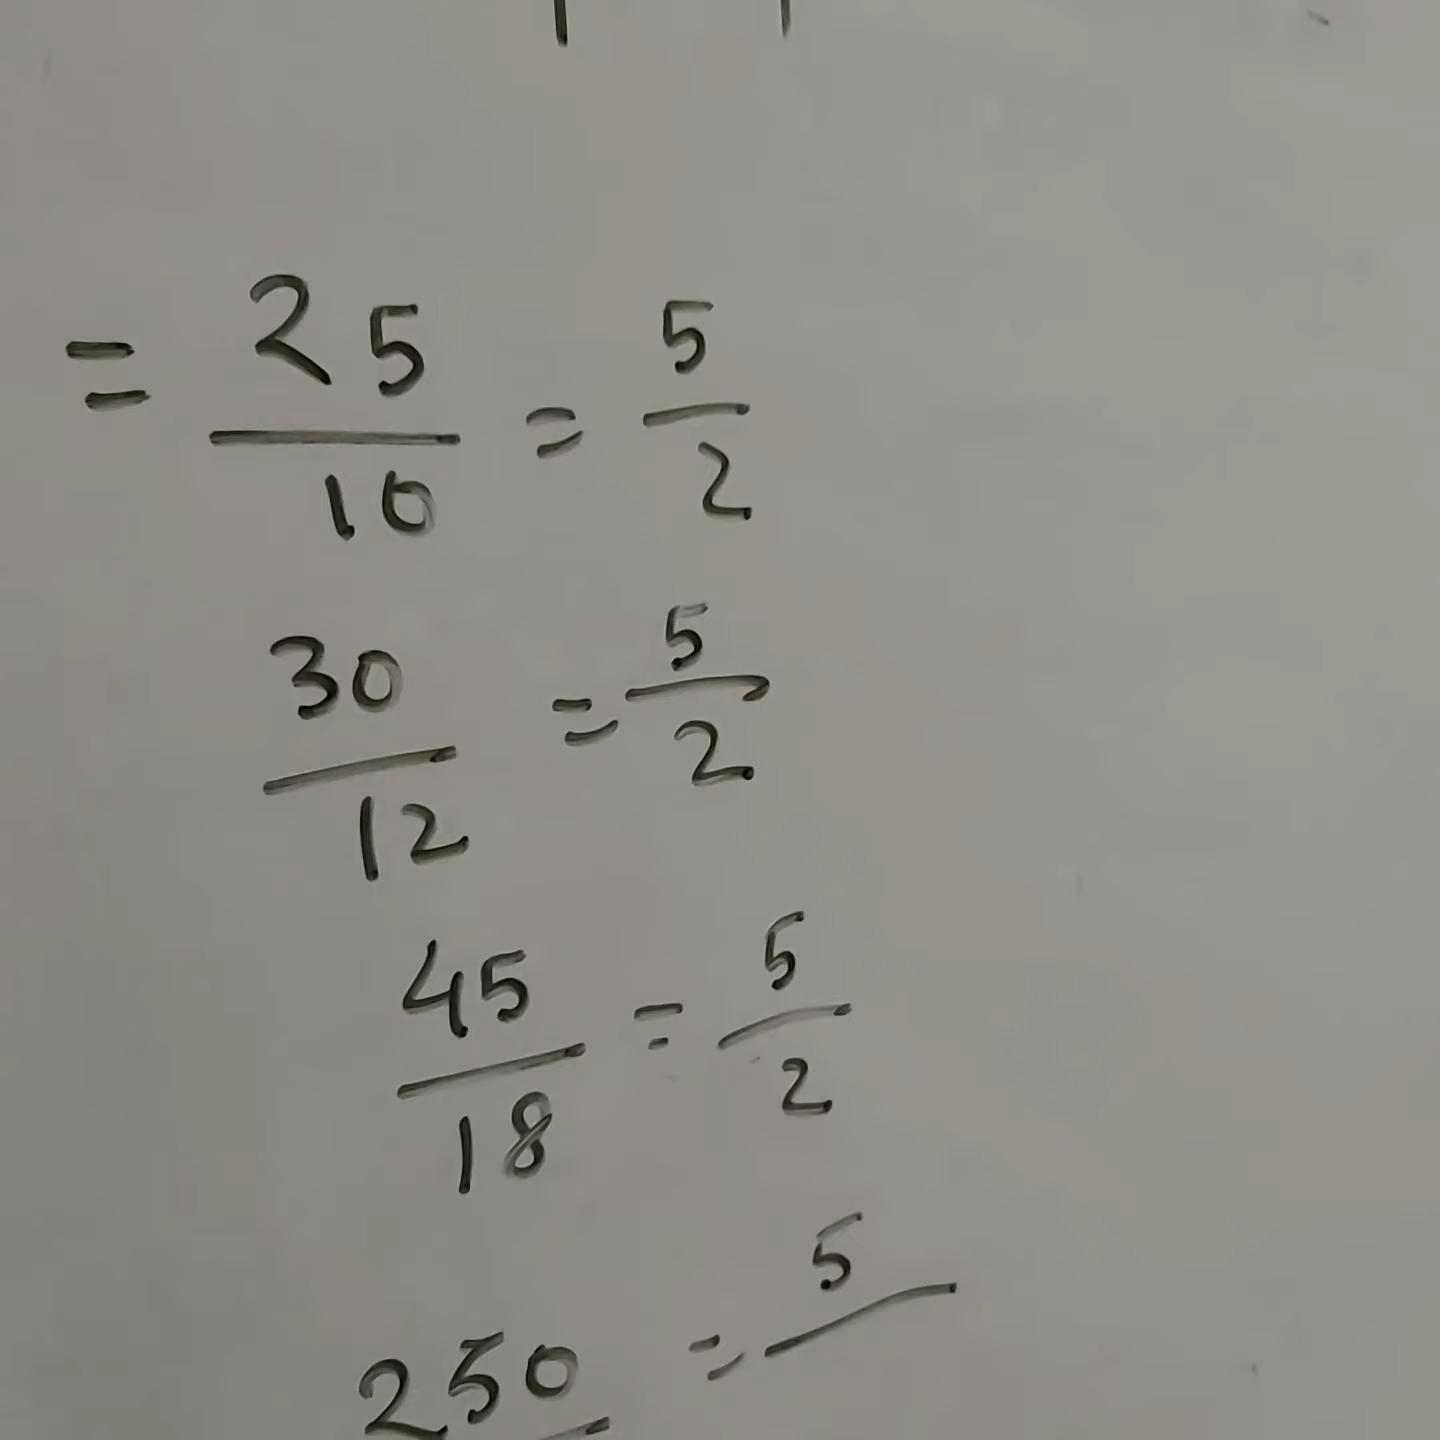 = 25/10 = 5/2
30/12 = 5/2
45/18 = 5/2
250/ = 5/